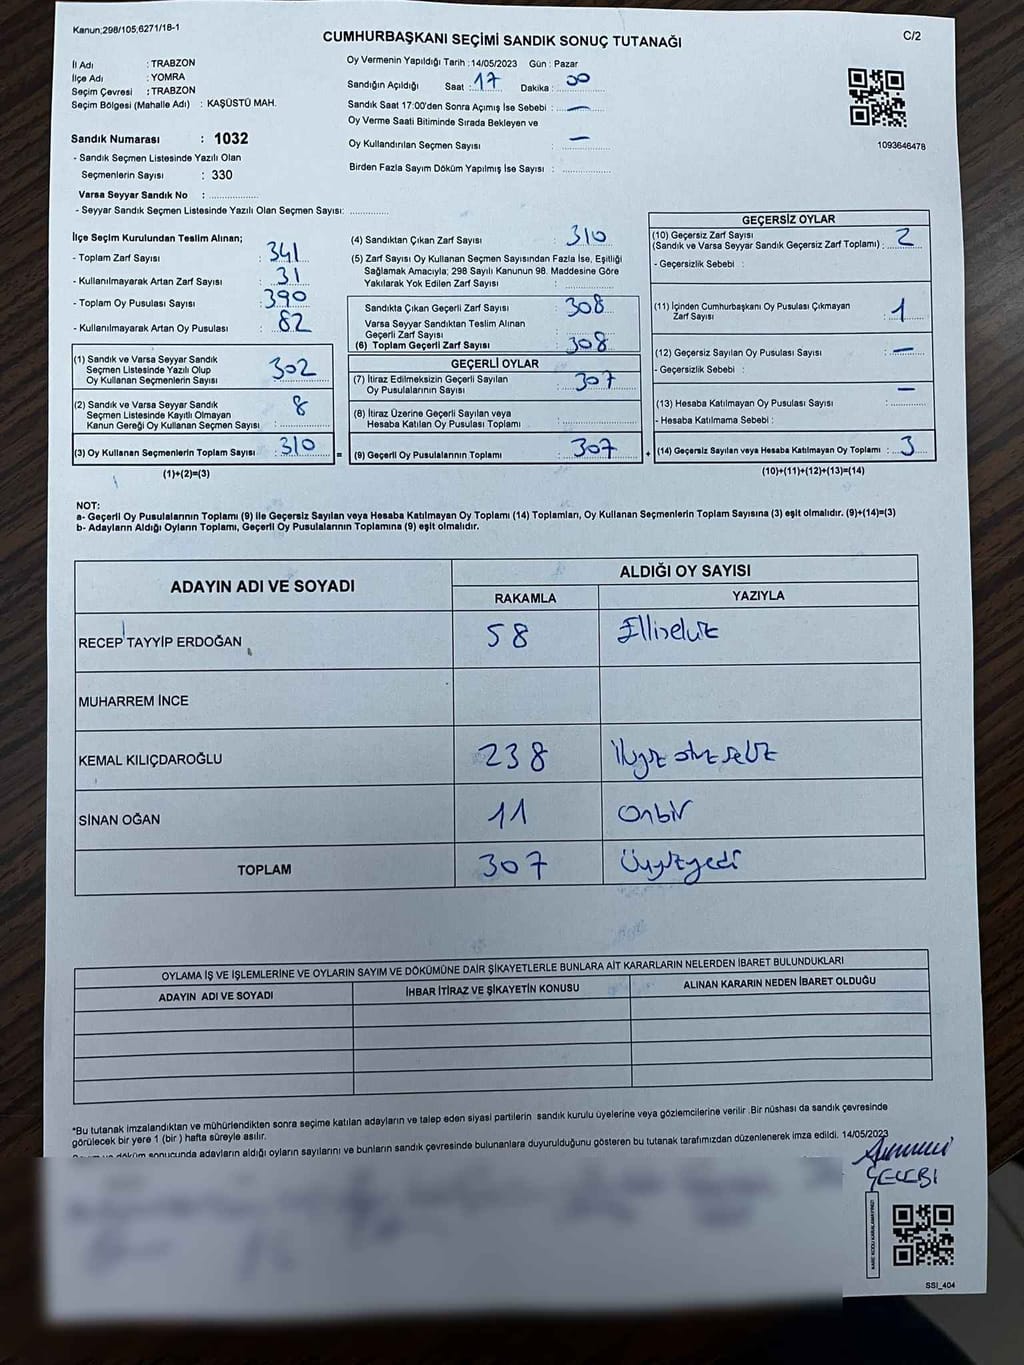 Kanun;298/105;6271/18-1
CUMHURBAŞKANI SEÇİMİ SANDIK SONUÇ TUTANAĞI
C/2
İl Adı : TRABZON
İlçe Adı : YOMRA
Seçim Çevresi : TRABZON
Seçim Bölgesi (Mahalle Adı) : KAŞÜSTÜ MAH.
Sandık Numarası : 1032
- Sandık Seçmen Listesinde Yazılı Olan
Seçmenlerin Sayısı : 330
Varsa Seyyar Sandık No :
- Seyyar Sandık Seçmen Listesinde Yazılı Olan Seçmen Sayısı:
Oy Vermenin Yapıldığı Tarih :14/05/2023 Gün : Pazar
Sandığın Açıldığı Saat : 17 Dakika : 00
Sandık Saat 17:00'den Sonra Açımış İse Sebebi : —
Oy Verme Saati Bitiminde Sırada Bekleyen ve
Oy Kullandırılan Seçmen Sayısı : —
Birden Fazla Sayım Döküm Yapılmış İse Sayısı :
1093646478
İlçe Seçim Kurulundan Teslim Alınan;
- Toplam Zarf Sayısı : 341
- Kullanılmayarak Artan Zarf Sayısı : 31
- Toplam Oy Pusulası Sayısı : 390
- Kullanılmayarak Artan Oy Pusulası : 82
(1) Sandık ve Varsa Seyyar Sandık
Seçmen Listesinde Yazılı Olup
Oy Kullanan Seçmenlerin Sayısı : 302
(2) Sandık ve Varsa Seyyar Sandık
Seçmen Listesinde Kayıtlı Olmayan
Kanun Gereği Oy Kullanan Seçmen Sayısı : 8
(3) Oy Kullanan Seçmenlerin Toplam Sayısı : 310
(1)+(2)=(3)
(4) Sandıktan Çıkan Zarf Sayısı : 310
(5) Zarf Sayısı Oy Kullanan Seçmen Sayısından Fazla İse, Eşitliği
Sağlamak Amacıyla; 298 Sayılı Kanunun 98. Maddesine Göre
Yakılarak Yok Edilen Zarf Sayısı :
Sandıkta Çıkan Geçerli Zarf Sayısı : 308
Varsa Seyyar Sandıktan Teslim Alınan
Geçerli Zarf Sayısı :
(6) Toplam Geçerli Zarf Sayısı : 308
GEÇERLİ OYLAR
(7) İtiraz Edilmeksizin Geçerli Sayılan
Oy Pusulalarının Sayısı : 307
(8) İtiraz Üzerine Geçerli Sayılan veya
Hesaba Katılan Oy Pusulası Toplamı :
= (9) Geçerli Oy Pusulalarının Toplamı : 307
GEÇERSİZ OYLAR
(10) Geçersiz Zarf Sayısı
(Sandık ve Varsa Seyyar Sandık Geçersiz Zarf Toplamı) : 2
- Geçersizlik Sebebi :
(11) İçinden Cumhurbaşkanı Oy Pusulası Çıkmayan
Zarf Sayısı : 1
(12) Geçersiz Sayılan Oy Pusulası Sayısı : —
- Geçersizlik Sebebi :
(13) Hesaba Katılmayan Oy Pusulası Sayısı : —
- Hesaba Katılmama Sebebi :
+ (14) Geçersiz Sayılan veya Hesaba Katılmayan Oy Toplamı : 3
(10)+(11)+(12)+(13)=(14)
NOT:
a- Geçerli Oy Pusulalarının Toplamı (9) ile Geçersiz Sayılan veya Hesaba Katılmayan Oy Toplamı (14) Toplamları, Oy Kullanan Seçmenlerin Toplam Sayısına (3) eşit olmalıdır. (9)+(14)=(3)
b- Adayların Aldığı Oyların Toplamı, Geçerli Oy Pusulalarının Toplamına (9) eşit olmalıdır.
ADAYIN ADI VE SOYADI ALDIĞI OY SAYISI
RAKAMLA YAZIYLA
RECEP TAYYİP ERDOĞAN 58 Ellisekiz
MUHARREM İNCE
KEMAL KILIÇDAROĞLU 238 İkiyüz otuz sekiz
SİNAN OĞAN 11 Onbir
TOPLAM 307 Üçyüzyedi
OYLAMA İŞ VE İŞLEMLERİNE VE OYLARIN SAYIM VE DÖKÜMÜNE DAİR ŞİKAYETLERLE BUNLARA AİT KARARLARIN NELERDEN İBARET BULUNDUKLARI
ADAYIN ADI VE SOYADI İHBAR İTİRAZ VE ŞİKAYETİN KONUSU ALINAN KARARIN NEDEN İBARET OLDUĞU
*Bu tutanak imzalandıktan ve mühürlendikten sonra seçime katılan adayların ve talep eden siyasi partilerin sandık kurulu üyelerine veya gözlemcilerine verilir .Bir nüshası da sandık çevresinde
görülecek bir yere 1 (bir ) hafta süreyle asılır.
döküm sonucunda adayların aldığı oyların sayılarını ve bunların sandık çevresinde bulunanlara duyurulduğunu gösteren bu tutanak tarafımızdan düzenlenerek imza edildi. 14/05/2023
ÇELEBİ
KARE KODU KARALAMAYINIZ!
SSI_404